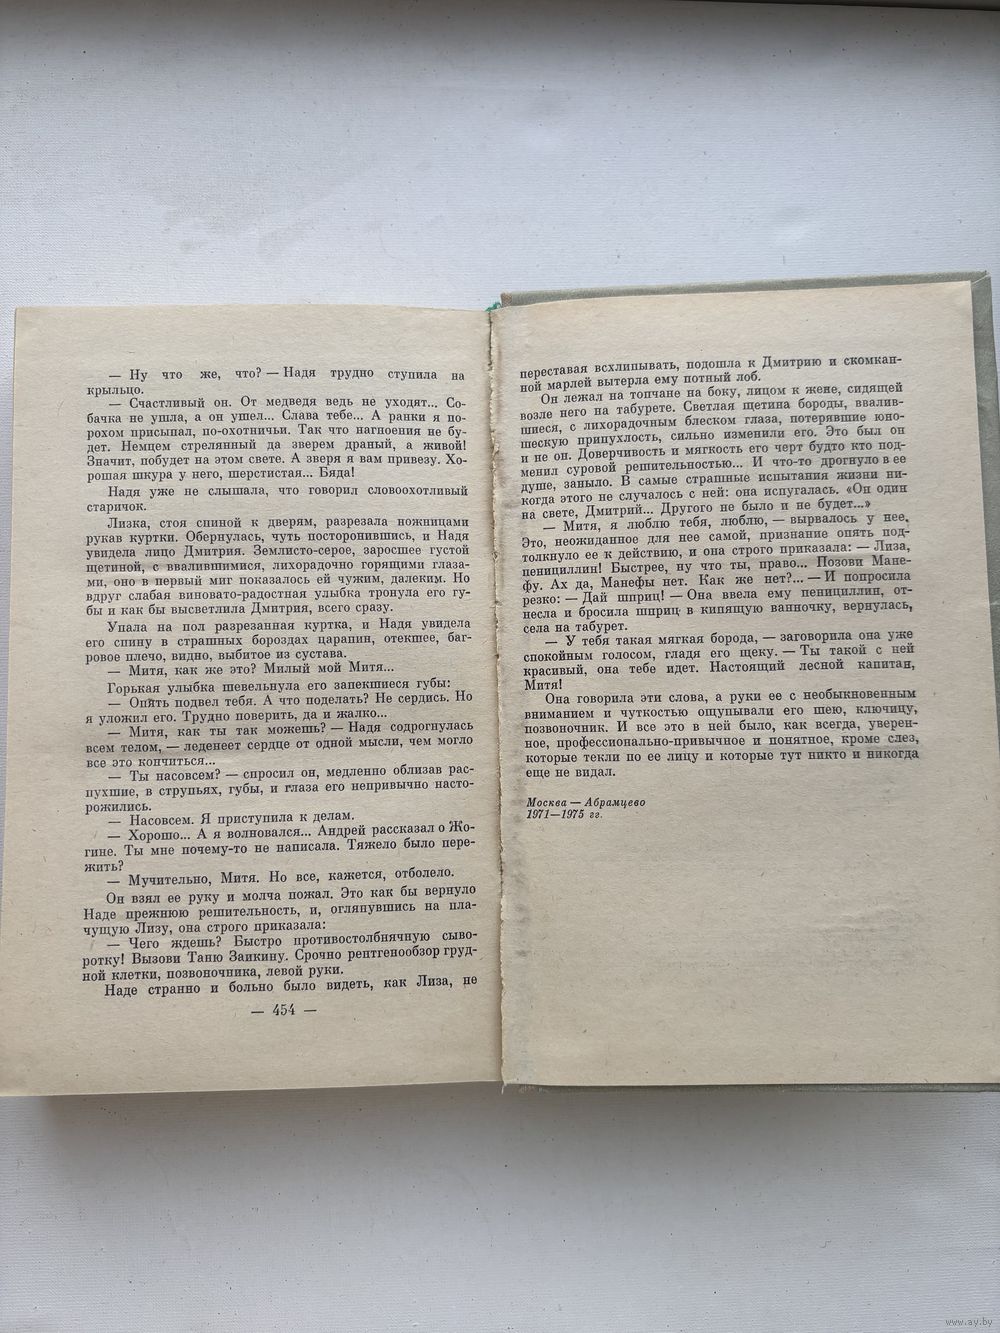 — Ну что же, что? — Надя трудно ступила на
крыльцо.
— Счастливый он. От медведя ведь не уходят... Со-
бачка не ушла, а он ушел... Слава тебе... А ранки я по-
рохом присыпал, по-охотничьи. Так что нагноения не бу-
дет. Немцем стрелянный да зверем драный, а живой!
Значит, побудет на этом свете. А зверя я вам привезу. Хо-
рошая шкура у него, шерстистая... Бяда!
Надя уже не слышала, что говорил словоохотливый
старичок.
Лизка, стоя спиной к дверям, разрезала ножницами
рукав куртки. Обернулась, чуть посторонившись, и Надя
увидела лицо Дмитрия. Землисто-серое, заросшее густой
щетиной, с ввалившимися, лихорадочно горящими глаза-
ми, оно в первый миг показалось ей чужим, далеким. Но
вдруг слабая виновато-радостная улыбка тронула его гу-
бы и как бы высветлила Дмитрия, всего сразу.
Упала на пол разрезанная куртка, и Надя увидела
его спину в страшных бороздах царапин, отекшее, баг-
ровое плечо, видно, выбитое из сустава.
— Митя, как же это? Милый мой Митя...
Горькая улыбка шевельнула его запекшиеся губы:
— Опять подвел тебя. А что поделать? Не сердись. Но
я уложил его. Трудно поверить, да и жалко...
— Митя, как ты так можешь? — Надя содрогнулась
всем телом, — леденеет сердце от одной мысли, чем могло
все это кончиться...
— Ты насовсем? — спросил он, медленно облизав рас-
пухшие, в струпьях, губы, и глаза его непривычно насто-
рожились.
— Насовсем. Я приступила к делам.
— Хорошо... А я волновался... Андрей рассказал о Жо-
гине. Ты мне почему-то не написала. Тяжело было пере-
жить?
— Мучительно, Митя. Но все, кажется, отболело.
Он взял ее руку и молча пожал. Это как бы вернуло
Наде прежнюю решительность, и, оглянувшись на пла-
чущую Лизу, она строго приказала:
— Чего ждешь? Быстро противостолбнячную сыво-
ротку! Вызови Таню Заикину. Срочно рентгенообзор груд-
ной клетки, позвоночника, левой руки.
Наде странно и больно было видеть, как Лиза, не
— 454 —
переставая всхлипывать, подошла к Дмитрию и скомкан-
ной марлей вытерла ему потный лоб.
Он лежал на топчане на боку, лицом к жене, сидящей
возле него на табурете. Светлая щетина бороды, ввалив-
шиеся, с лихорадочным блеском глаза, потерявшие юно-
шескую припухлость, сильно изменили его. Это был он
и не он. Доверчивость и мягкость его черт будто кто под-
менил суровой решительностью... И что-то дрогнуло в ее
душе, заныло. В самые страшные испытания жизни ни-
когда этого не случалось с ней: она испугалась. «Он один
на свете, Дмитрий... Другого не было и не будет...»
— Митя, я люблю тебя, люблю, — вырвалось у нее.
Это, неожиданное для нее самой, признание опять под-
толкнуло ее к действию, и она строго приказала: — Лиза,
пенициллин! Быстрее, ну что ты, право... Позови Мане-
фу. Ах да, Манефы нет. Как же нет?... — И попросила
резко: — Дай шприц! — Она ввела ему пенициллин, от-
несла и бросила шприц в кипящую ванночку, вернулась,
села на табурет.
— У тебя такая мягкая борода, — заговорила она уже
спокойным голосом, гладя его щеку. — Ты такой с ней
красивый, она тебе идет. Настоящий лесной капитан,
Митя!
Она говорила эти слова, а руки ее с необыкновенным
вниманием и чуткостью ощупывали его шею, ключицу,
позвоночник. И все это в ней было, как всегда, уверен-
ное, профессионально-привычное и понятное, кроме слез,
которые текли по ее лицу и которые тут никто и никогда
еще не видал.
Москва — Абрамцево
1971—1975 гг.
www.ay.by